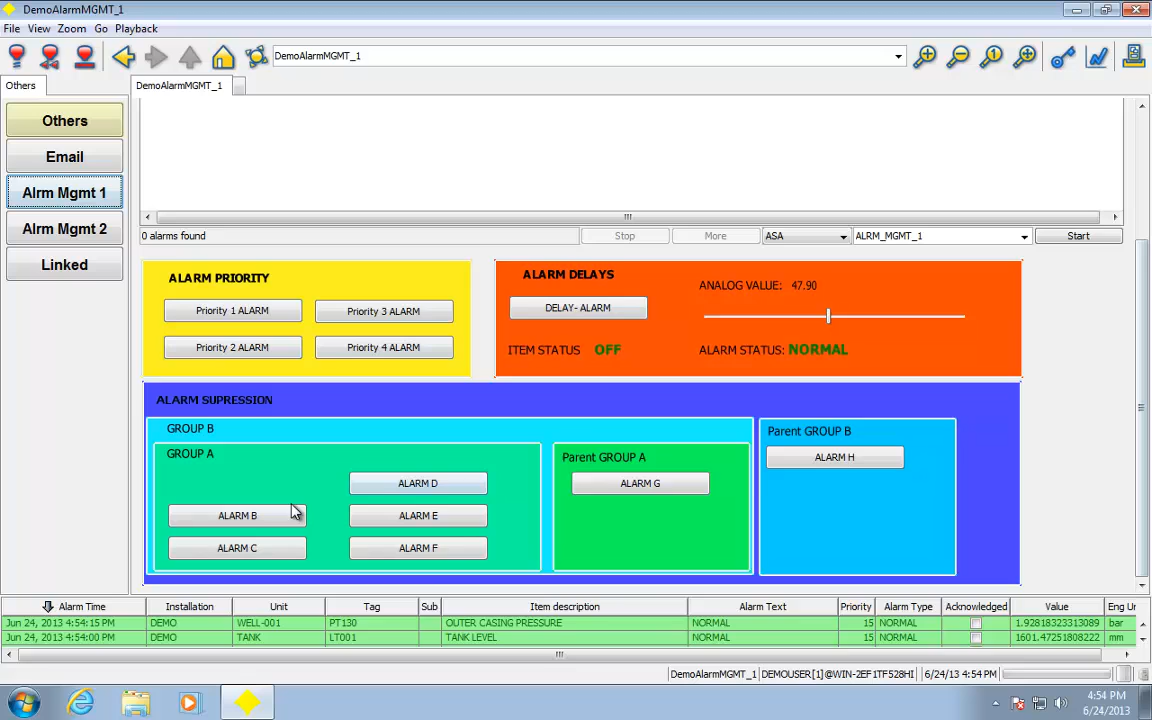 DemoAlarmMGMT_1
File View Zoom Go Playback
DemoAlarmMGMT_1
Others
DemoAlarmMGMT_1
Others
Email
Alrm Mgmt 1
Alrm Mgmt 2
Linked
0 alarms found Stop More ASA ALRM_MGMT_1 Start
ALARM PRIORITY
Priority 1 ALARM Priority 3 ALARM
Priority 2 ALARM Priority 4 ALARM
ALARM DELAYS
DELAY- ALARM
ANALOG VALUE: 47.90
ITEM STATUS OFF ALARM STATUS: NORMAL
ALARM SUPRESSION
GROUP B
GROUP A
ALARM D
ALARM B ALARM E
ALARM C ALARM F
Parent GROUP A
ALARM G
Parent GROUP B
ALARM H
Alarm Time Installation Unit Tag Sub Item description Alarm Text Priority Alarm Type Acknowledged Value Eng Ur
Jun 24, 2013 4:54:15 PM DEMO WELL-001 PT130 OUTER CASING PRESSURE NORMAL 15 NORMAL 1.92818323313089 bar
Jun 24, 2013 4:54:00 PM DEMO TANK LT001 TANK LEVEL NORMAL 15 NORMAL 1601.47251808222 mm
DemoAlarmMGMT_1 DEMOUSER[1]@WIN-2EF1TF528HI 6/24/13 4:54 PM
4:54 PM
6/24/2013